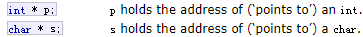 int * p; p holds the address of (‘points to’) an int.
char * s; s holds the address of (‘points to’) a char.